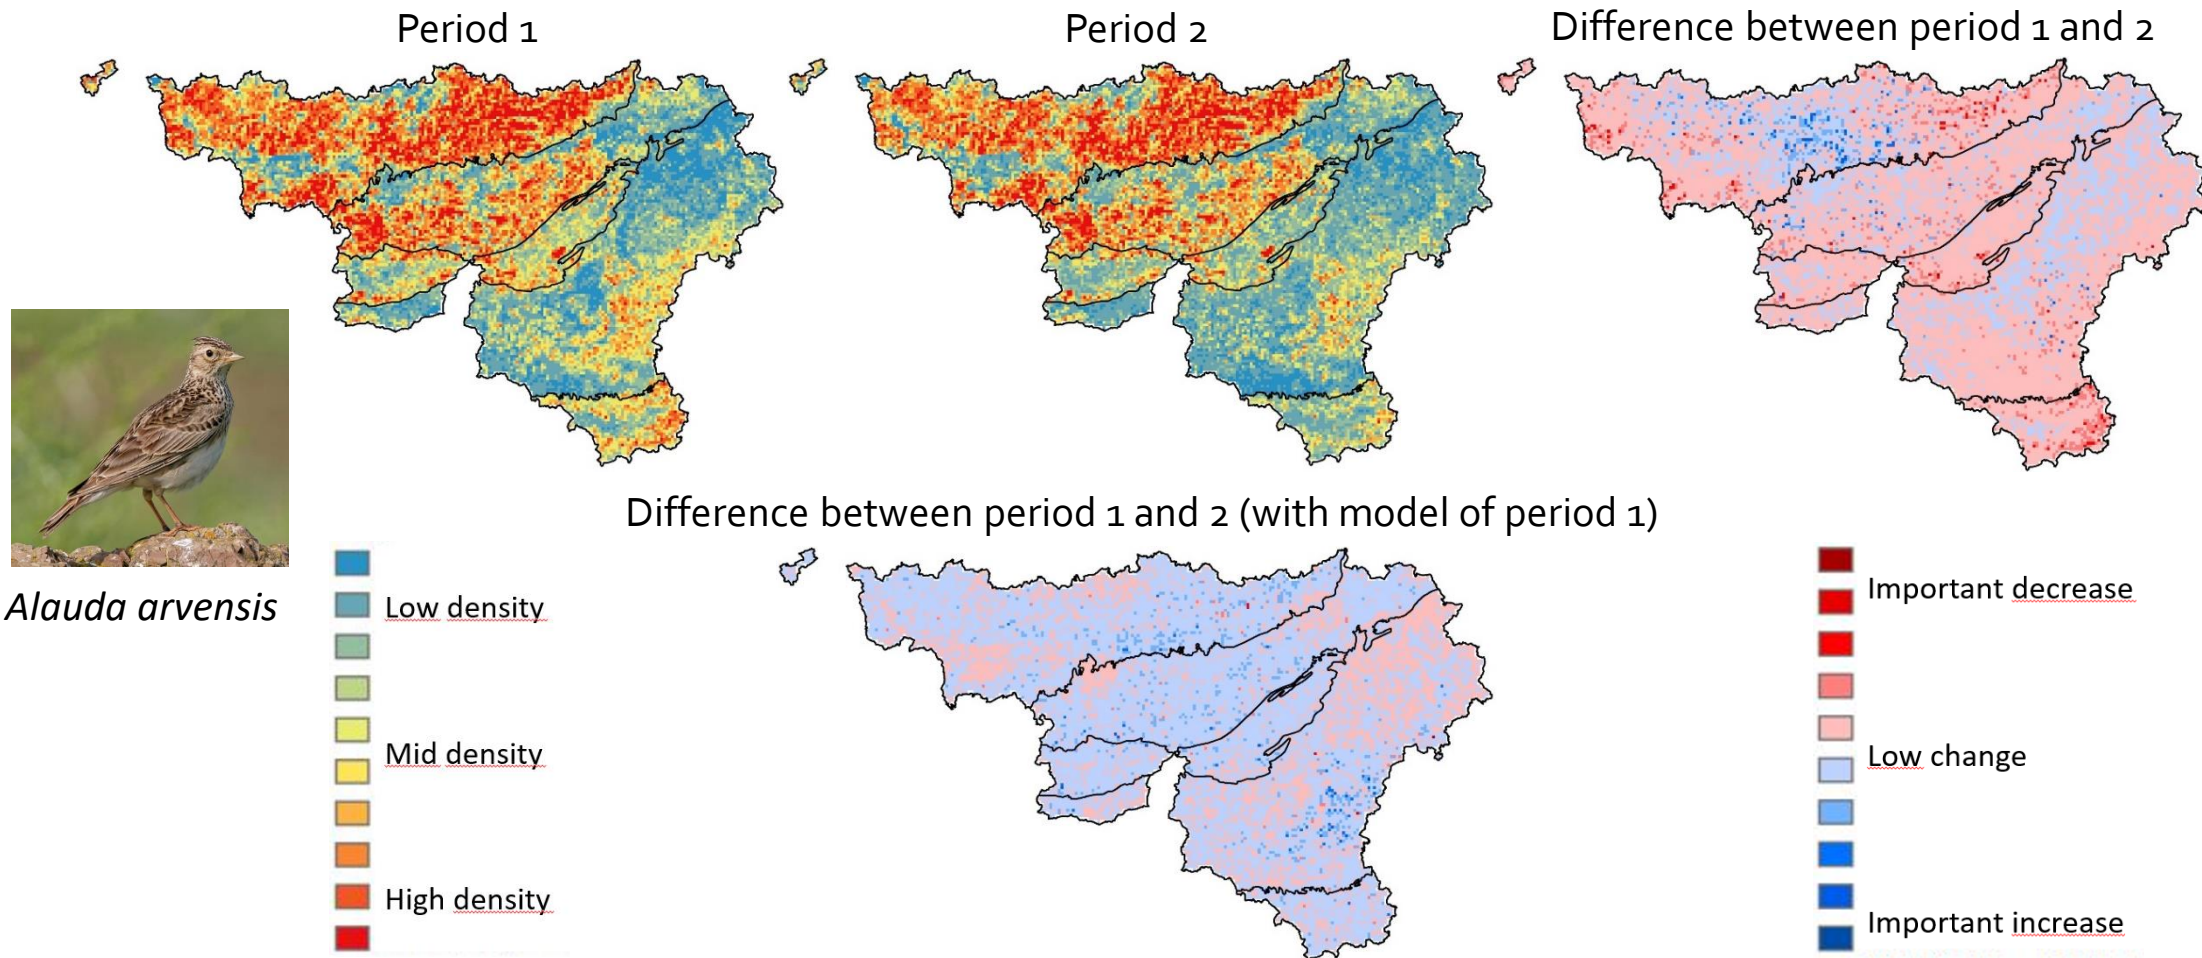 Period 1
Period 2
Difference between period 1 and 2
Difference between period 1 and 2 (with model of period 1)
Alauda arvensis
Low density
Mid density
High density
Important decrease
Low change
Important increase